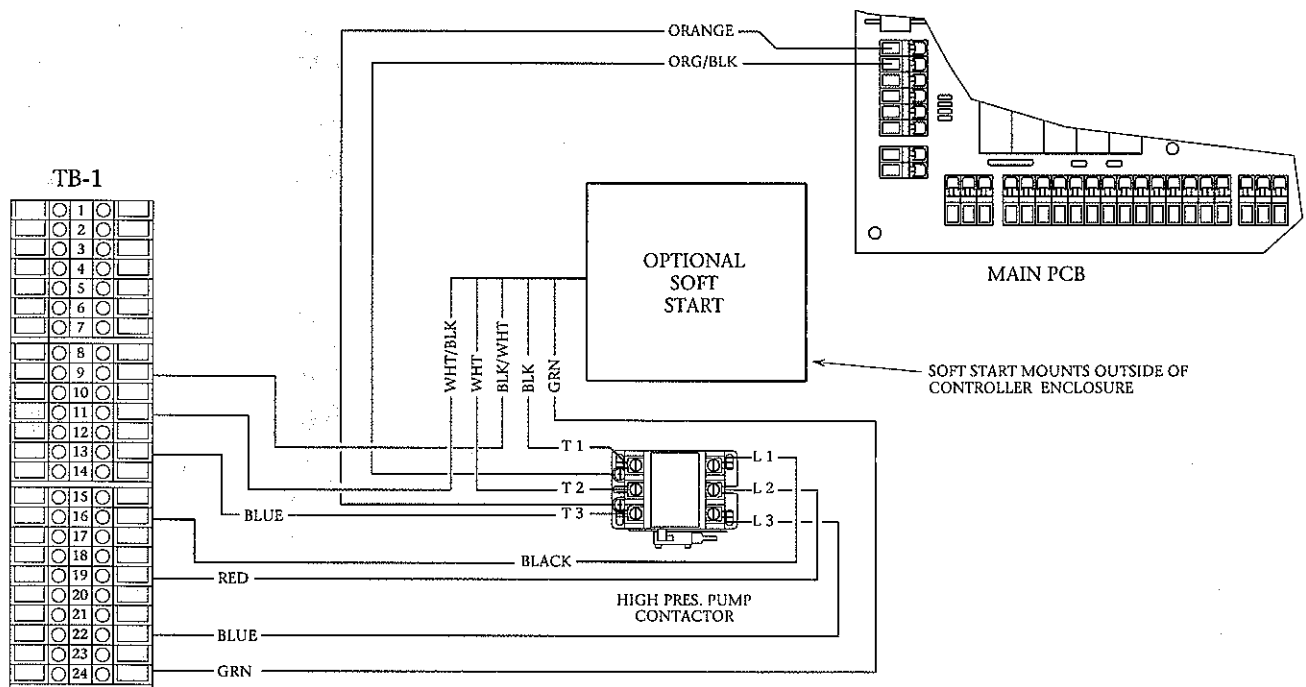 ORANGE
ORG/BLK
TB-1
1
2
3
4
5
6
7
8
9
10
11
12
13
14
15
16
17
18
19
20
21
22
23
24
MAIN PCB
OPTIONAL
SOFT
START
WHT/BLK
WHT
BLK/WHT
BLK
GRN
SOFT START MOUNTS OUTSIDE OF
CONTROLLER ENCLOSURE
T 1
T 2
T 3
L 1
L 2
L 3
BLUE
BLACK
RED
HIGH PRES. PUMP
CONTACTOR
BLUE
GRN